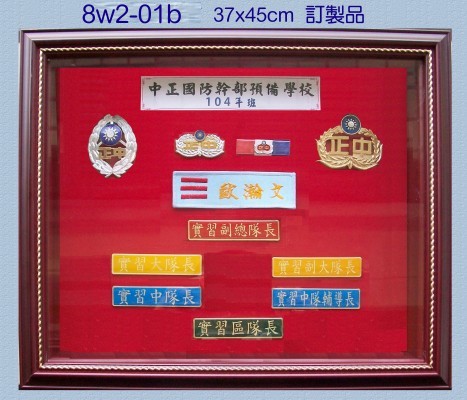 8w2-01b 37x45cm 訂製品
中正國防幹部預備學校
104年班
中正
中正
歐瀚文
實習副總隊長
實習大隊長
實習副大隊長
實習中隊長
實習中隊輔導長
實習區隊長